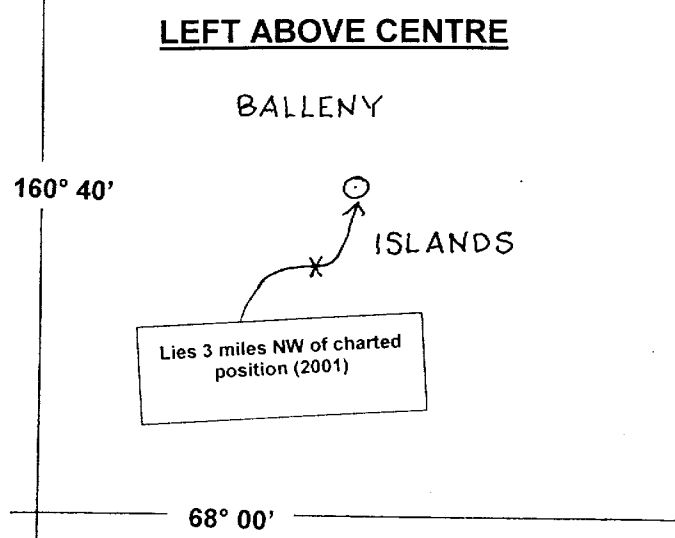 LEFT ABOVE CENTRE
BALLENY
160° 40'
ISLANDS
Lies 3 miles NW of charted
position (2001)
68° 00'